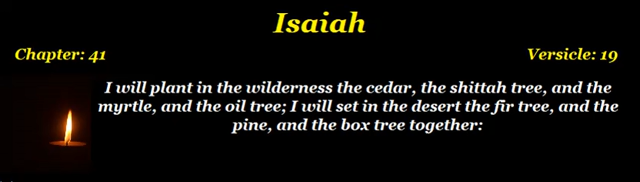 Isaiah
Chapter: 41
Versicle: 19
I will plant in the wilderness the cedar, the shittah tree, and the
myrtle, and the oil tree; I will set in the desert the fir tree, and the
pine, and the box tree together: